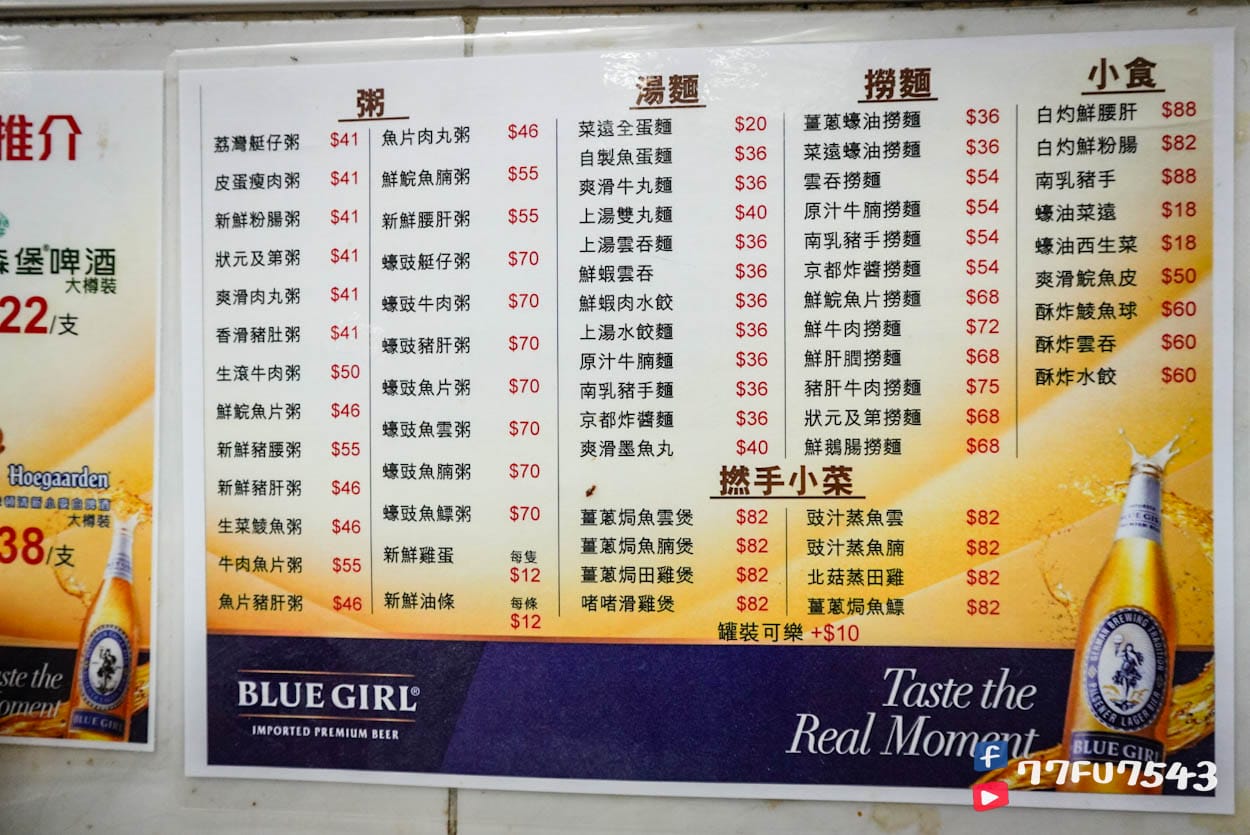 推介
森堡®啤酒
大樽裝
22/支
Hoegaarden
大樽裝
38/支
BLUE GIRL
粥
荔灣艇仔粥 $41
皮蛋瘦肉粥 $41
新鮮粉腸粥 $41
狀元及第粥 $41
爽滑肉丸粥 $41
香滑豬肚粥 $41
生滾牛肉粥 $50
鮮鯇魚片粥 $46
新鮮豬腰粥 $55
新鮮豬肝粥 $46
生菜鯪魚粥 $46
牛肉魚片粥 $55
魚片豬肝粥 $46
魚片肉丸粥 $46
鮮鯇魚腩粥 $55
新鮮腰肝粥 $55
蠔豉艇仔粥 $70
蠔豉牛肉粥 $70
蠔豉豬肝粥 $70
蠔豉魚片粥 $70
蠔豉魚雲粥 $70
蠔豉魚腩粥 $70
蠔豉魚鰾粥 $70
新鮮雞蛋 每隻 $12
新鮮油條 每條 $12
湯麵
菜遠全蛋麵 $20
自製魚蛋麵 $36
爽滑牛丸麵 $36
上湯雙丸麵 $40
上湯雲吞麵 $36
鮮蝦雲吞 $36
鮮蝦肉水餃 $36
上湯水餃麵 $36
原汁牛腩麵 $36
南乳豬手麵 $36
京都炸醬麵 $36
爽滑墨魚丸 $40
撈麵
薑蔥蠔油撈麵 $36
菜遠蠔油撈麵 $36
雲吞撈麵 $54
原汁牛腩撈麵 $54
南乳豬手撈麵 $54
京都炸醬撈麵 $54
鮮鯇魚片撈麵 $68
鮮牛肉撈麵 $72
鮮肝膶撈麵 $68
豬肝牛肉撈麵 $75
狀元及第撈麵 $68
鮮鵝腸撈麵 $68
小食
白灼鮮腰肝 $88
白灼鮮粉腸 $82
南乳豬手 $88
蠔油菜遠 $18
蠔油西生菜 $18
爽滑鯇魚皮 $50
酥炸鯪魚球 $60
酥炸雲吞 $60
酥炸水餃 $60
撚手小菜
薑蔥焗魚雲煲 $82
薑蔥焗魚腩煲 $82
薑蔥焗田雞煲 $82
啫啫滑雞煲 $82
豉汁蒸魚雲 $82
豉汁蒸魚腩 $82
北菇蒸田雞 $82
薑蔥焗魚鰾 $82
罐裝可樂 +$10
BLUE GIRL®
IMPORTED PREMIUM BEER
Taste the
Real Moment
GERMAN BREWING TRADITION
PILSENER LAGER BIER
BLUE GIRL
77FU7543